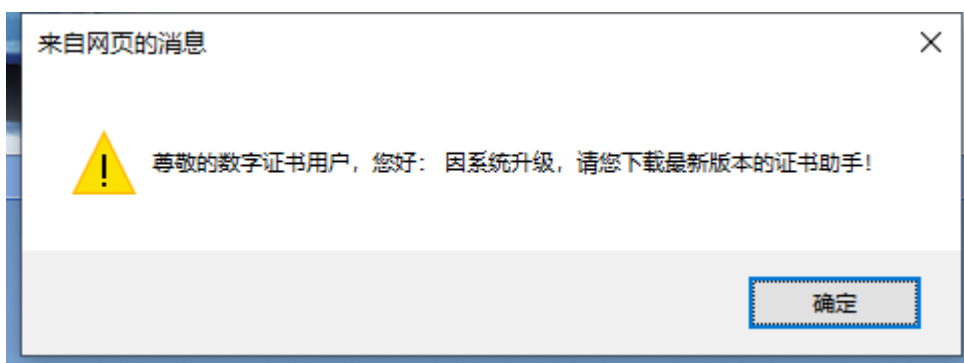 来自网页的消息
尊敬的数字证书用户，您好： 因系统升级，请您下载最新版本的证书助手！
确定